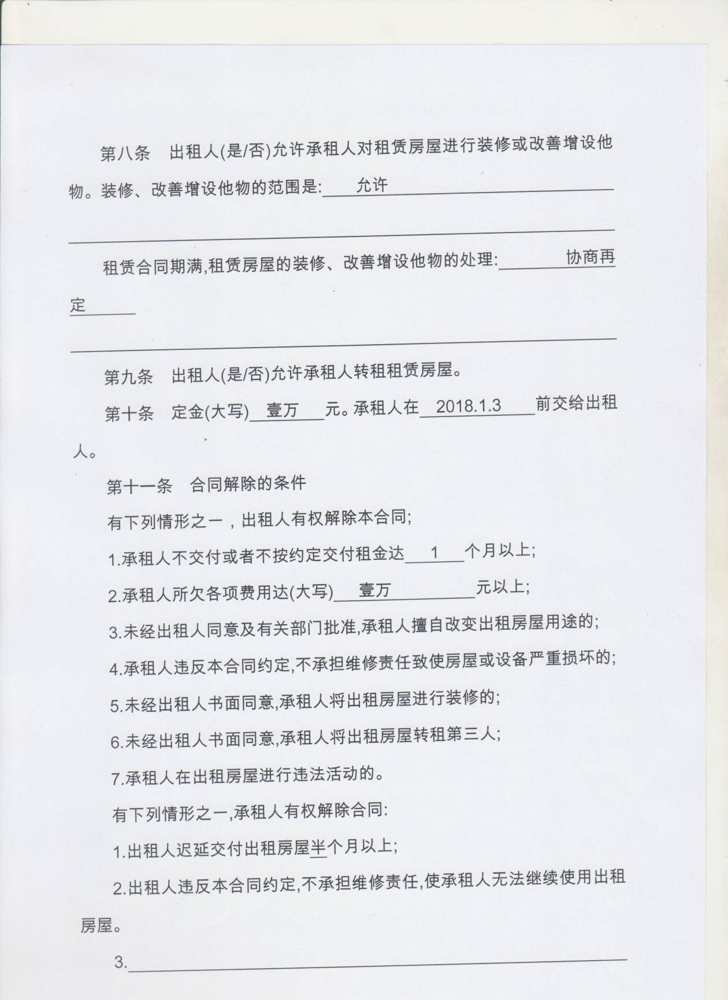 第八条　出租人(是/否)允许承租人对租赁房屋进行装修或改善增设他
物。装修、改善增设他物的范围是:　　允许
租赁合同期满,租赁房屋的装修、改善增设他物的处理:　　　　协商再
定
第九条　出租人(是/否)允许承租人转租租赁房屋。
第十条　定金(大写)　壹万　元。承租人在　2018.1.3　前交给出租
人。
第十一条　合同解除的条件
有下列情形之一，出租人有权解除本合同;
1.承租人不交付或者不按约定交付租金达　1　个月以上;
2.承租人所欠各项费用达(大写)　壹万　　　　　元以上;
3.未经出租人同意及有关部门批准,承租人擅自改变出租房屋用途的;
4.承租人违反本合同约定,不承担维修责任致使房屋或设备严重损坏的;
5.未经出租人书面同意,承租人将出租房屋进行装修的;
6.未经出租人书面同意,承租人将出租房屋转租第三人;
7.承租人在出租房屋进行违法活动的。
有下列情形之一,承租人有权解除合同:
1.出租人迟延交付出租房屋半个月以上;
2.出租人违反本合同约定,不承担维修责任,使承租人无法继续使用出租
房屋。
3.